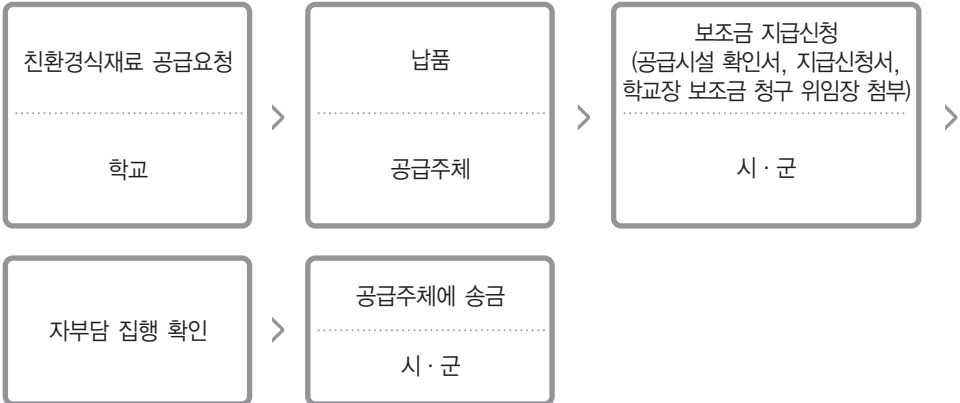 친환경식재료 공급요청
학교
>
납품
공급주체
>
보조금 지급신청
(공급시설 확인서, 지급신청서,
학교장 보조금 청구 위임장 첨부)
시·군
>
자부담 집행 확인
>
공급주체에 송금
시·군